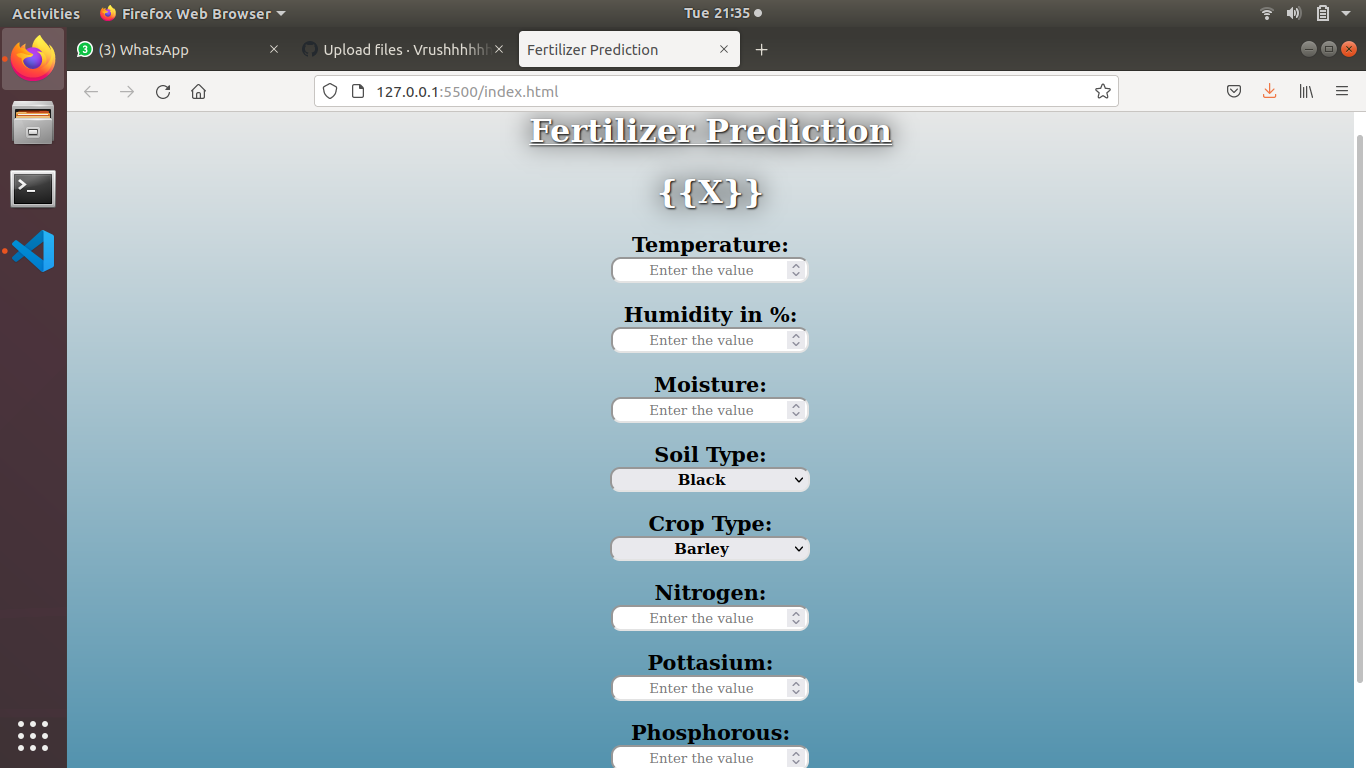 Activities Firefox Web Browser Tue 21:35
(3) WhatsApp Upload files · Vrushhhhhh Fertilizer Prediction
127.0.0.1:5500/index.html
Fertilizer Prediction
{{X}}
Temperature:
Enter the value
Humidity in %:
Enter the value
Moisture:
Enter the value
Soil Type:
Black
Crop Type:
Barley
Nitrogen:
Enter the value
Pottasium:
Enter the value
Phosphorous:
Enter the value